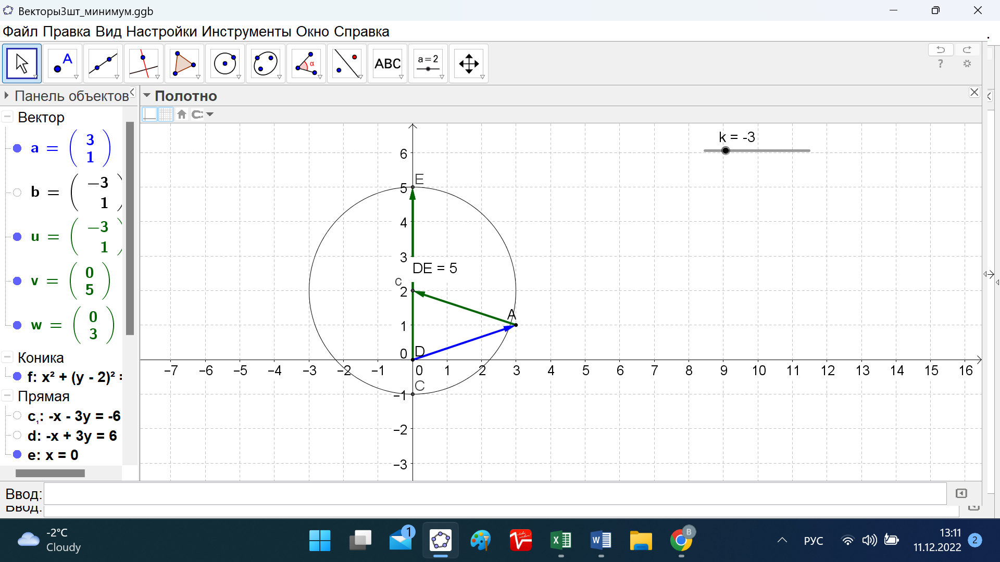 Векторы3шт_минимум.ggb
Файл Правка Вид Настройки Инструменты Окно Справка
A
α
ABC
a=2
?
Панель объектов
Полотно
Вектор
a = ( 3 1 )
b = ( −3 1 )
u = ( −3 1 )
v = ( 0 5 )
w = ( 0 3 )
Коника
f: x² + (y - 2)² =
Прямая
c₁: -x - 3y = -6
d: -x + 3y = 6
e: x = 0
k = -3
6
E
5
4
3
DE = 5
c
2
A
1
0
D
−7 −6 −5 −4 −3 −2 −1 0 1 2 3 4 5 6 7 8 9 10 11 12 13 14 15 16
C
−1
−2
−3
Ввод:
Ввод:
-2°C
Cloudy
1
B
РУС
13:11
11.12.2022
2